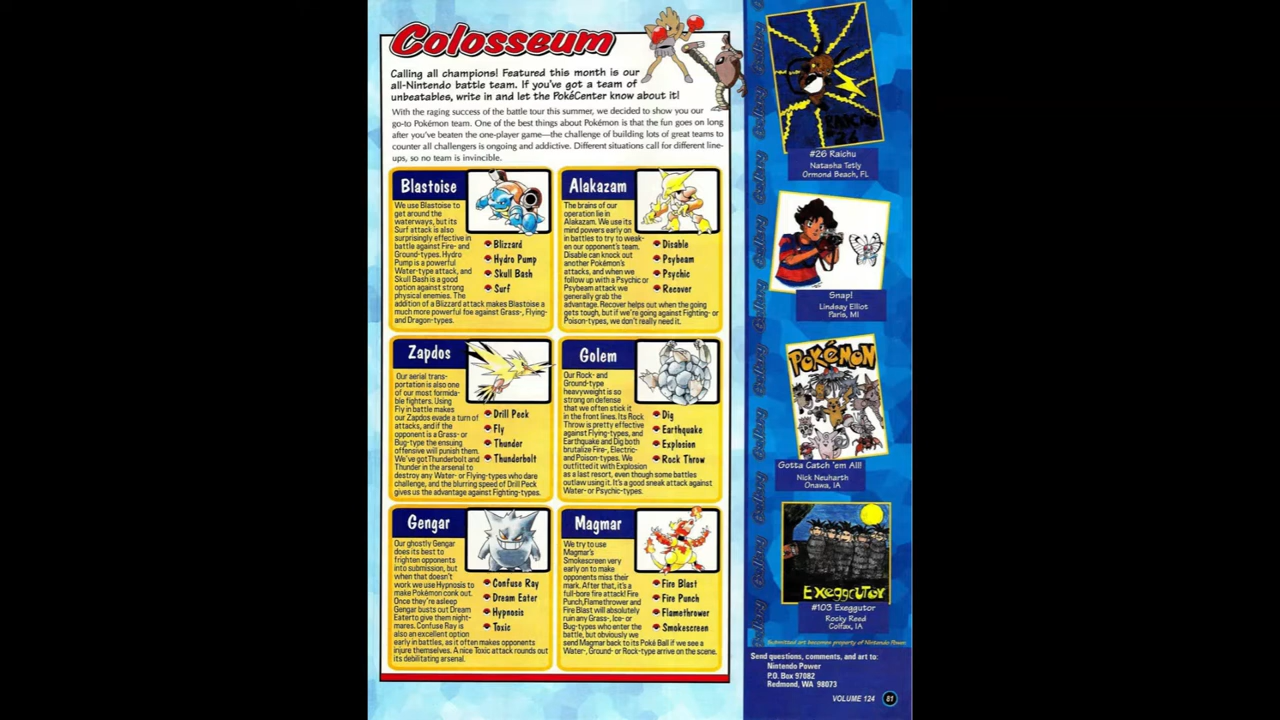 Colosseum
Calling all champions! Featured this month is our
all-Nintendo battle team. If you've got a team of
unbeatables, write in and let the PokéCenter know about it!
With the raging success of the battle tour this summer, we decided to show you our
go-to Pokémon team. One of the best things about Pokémon is that the fun goes on long
after you've beaten the one-player game—the challenge of building lots of great teams to
counter all challengers is ongoing and addictive. Different situations call for different line-
ups, so no team is invincible.
Blastoise
We use Blastoise to
get around the
waterways, but its
Surf attack is also
surprisingly effective in
battle against Fire- and
Ground-types. Hydro
Pump is a powerful
Water-type attack, and
Skull Bash is a good
option against strong
physical enemies. The
addition of a Blizzard attack makes Blastoise a
much more powerful foe against Grass-, Flying-
and Dragon-types.
Blizzard
Hydro Pump
Skull Bash
Surf
Alakazam
The brains of our
operation lie in
Alakazam. We use its
mind powers early on
in battles to try to weak-
en our opponent's team.
Disable can knock out
another Pokémon's
attacks, and when we
follow up with a Psychic or
Psybeam attack we
generally grab the
advantage. Recover helps out when the going
gets tough, but if we're going against Fighting- or
Poison-types, we don't really need it.
Disable
Psybeam
Psychic
Recover
Zapdos
Our aerial trans-
portation is also one
of our most formida-
ble fighters. Using
Fly in battle makes
our Zapdos evade a turn of
attacks, and if the
opponent is a Grass- or
Bug-type the ensuing
offensive will punish them.
We've got Thunderbolt and
Thunder in the arsenal to
destroy any Water- or Flying-types who dare
challenge, and the blurring speed of Drill Peck
gives us the advantage against Fighting-types.
Drill Peck
Fly
Thunder
Thunderbolt
Golem
Our Rock- and
Ground-type
heavyweight is so
strong on defense
that we often stick it
in the front lines. Its Rock
Throw is pretty effective
against Flying-types, and
Earthquake and Dig both
brutalize Fire-, Electric-
and Poison-types. We
outfitted it with Explosion
as a last resort, even though some battles
outlaw using it. It's a good sneak attack against
Water- or Psychic-types.
Dig
Earthquake
Explosion
Rock Throw
Gengar
Our ghostly Gengar
does its best to
frighten opponents
into submission, but
when that doesn't
work we use Hypnosis to
make Pokémon conk out.
Once they're asleep
Gengar busts out Dream
Eater to give them night-
mares. Confuse Ray is
also an excellent option
early in battles, as it often makes opponents
injure themselves. A nice Toxic attack rounds out
its debilitating arsenal.
Confuse Ray
Dream Eater
Hypnosis
Toxic
Magmar
We try to use
Magmar's
Smokescreen very
early on to make
opponents miss their
mark. After that, it's a
full-bore fire attack! Fire
Punch, Flamethrower and
Fire Blast will absolutely
ruin any Grass-, Ice- or
Bug-types who enter the
battle, but obviously we
send Magmar back to its Poké Ball if we see a
Water-, Ground- or Rock-type arrive on the scene.
Fire Blast
Fire Punch
Flamethrower
Smokescreen
RAICHU
26
#26 Raichu
Natasha Tetly
Ormond Beach, FL
Snap!
Lindsay Elliot
Paris, MI
POKéMON
Gotta Catch 'em All!
Nick Neuharth
Onawa, IA
EXEGGCUTOR
#103 Exeggutor
Rocky Reed
Colfax, IA
Submitted art becomes property of Nintendo Power.
Send questions, comments, and art to:
Nintendo Power
P.O. Box 97082
Redmond, WA 98073
VOLUME 124
81